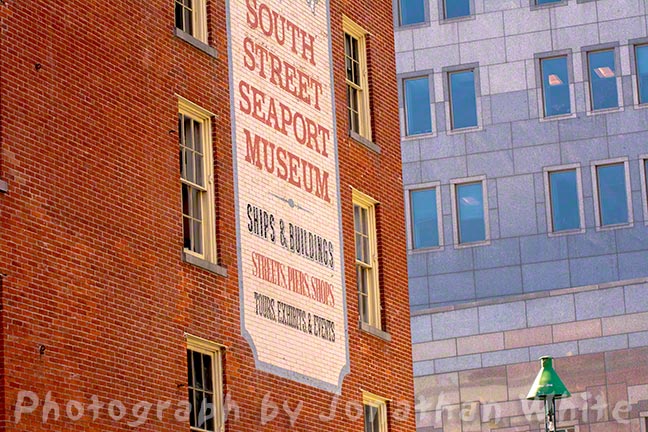 SOUTH
STREET
SEAPORT
MUSEUM
SHIPS & BUILDINGS
STREETS, PIERS, SHOPS
TOURS, EXHIBITS & EVENTS
Photograph by Jonathan White